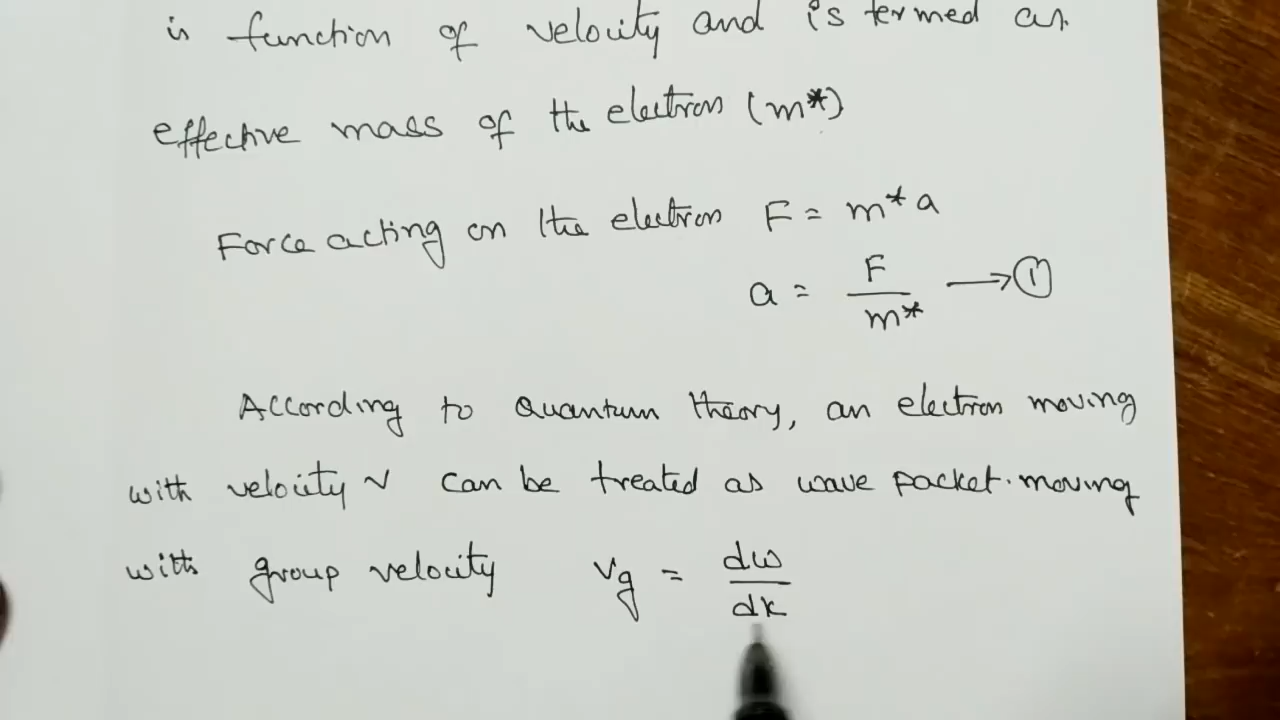 is function of velocity and is termed as
effective mass of the electron (m*)
Force acting on the electron F = m* a
a = F/m* → ①
According to Quantum theory, an electron moving
with velocity v can be treated as wave packet. moving
with group velocity vg = dω/dk